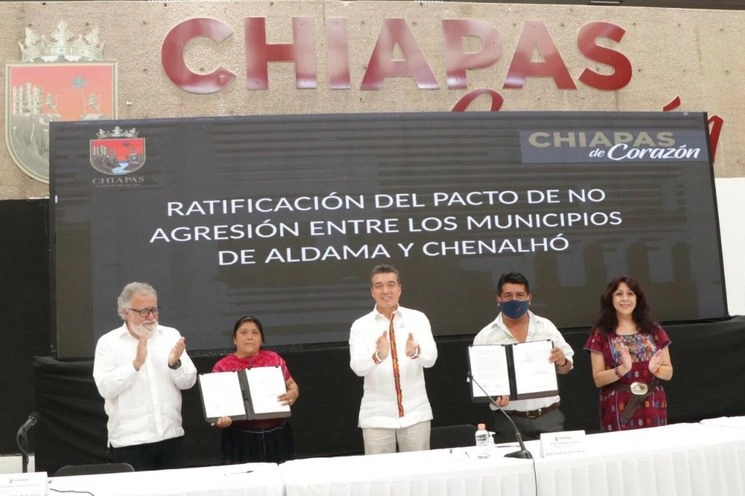 CHIAPAS
CHIAPAS
CHIAPAS
de Corazón
RATIFICACIÓN DEL PACTO DE NO
AGRESIÓN ENTRE LOS MUNICIPIOS
DE ALDAMA Y CHENALHÓ